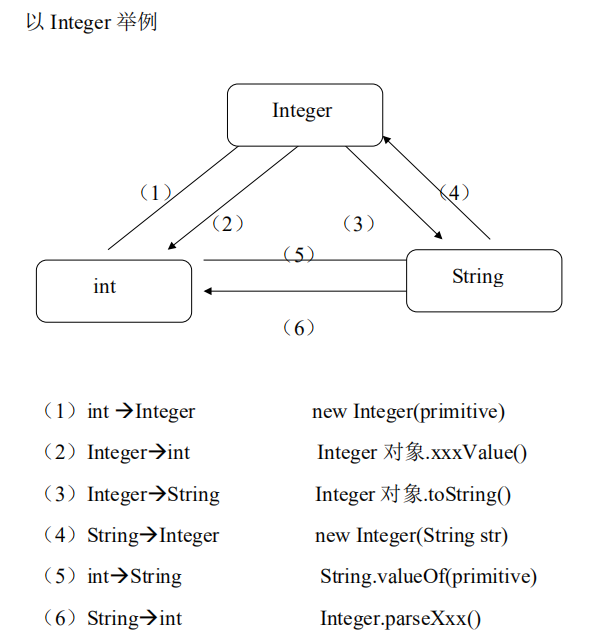 以 Integer 举例
Integer
（1）
（2）
（3）
（4）
int
（5）
String
（6）
（1）int →Integer new Integer(primitive)
（2）Integer→int Integer 对象.xxxValue()
（3）Integer→String Integer 对象.toString()
（4）String→Integer new Integer(String str)
（5）int→String String.valueOf(primitive)
（6）String→int Integer.parseXxx()